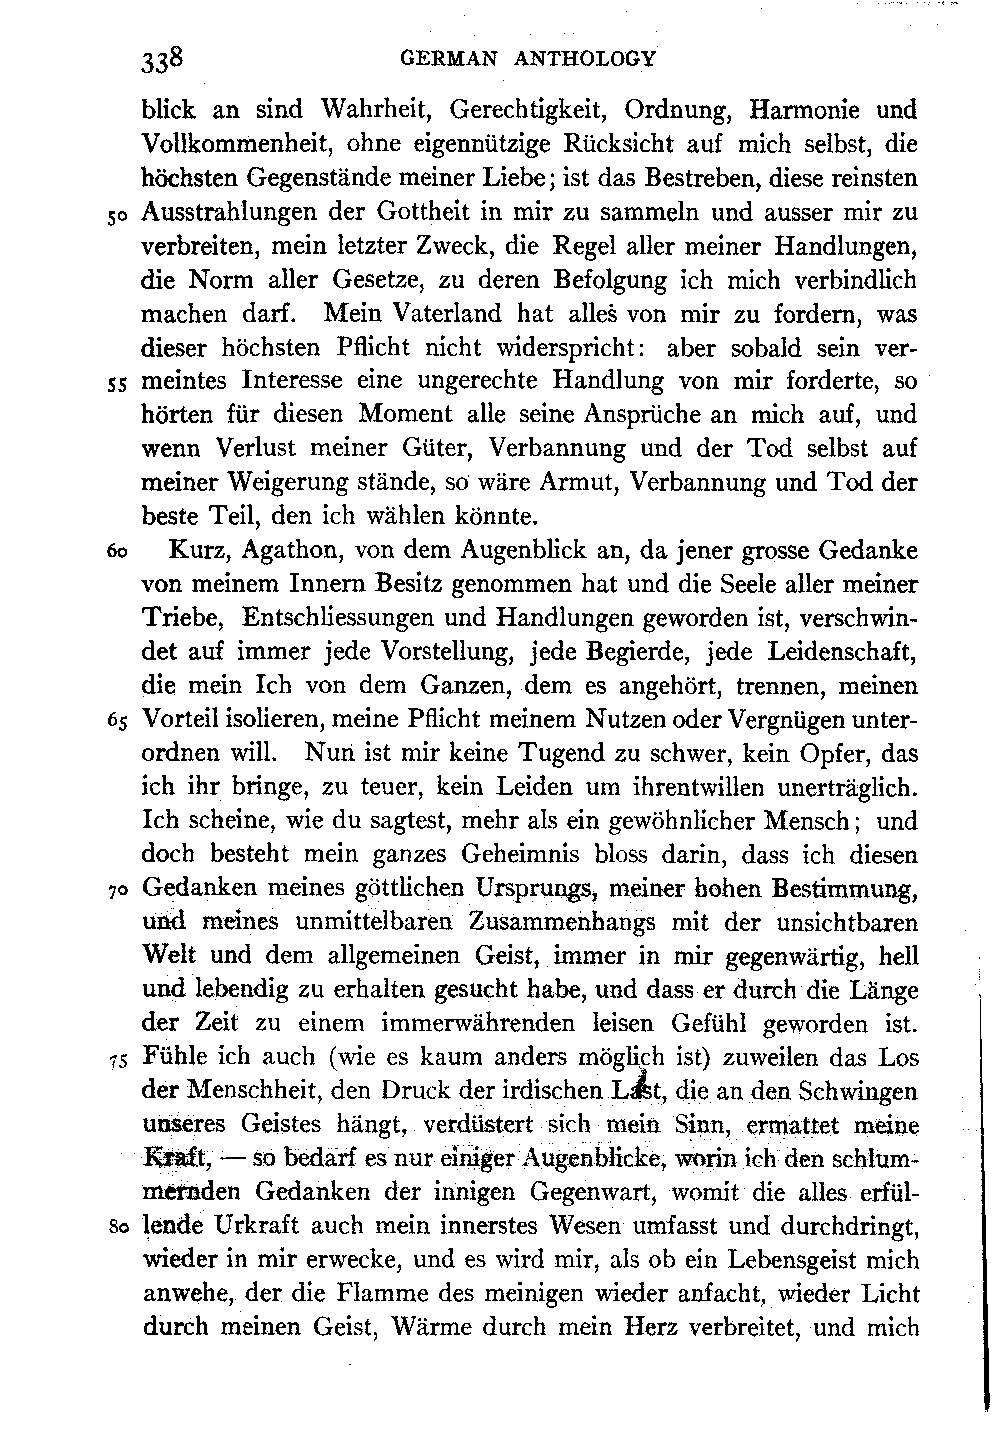 338 GERMAN ANTHOLOGY
blick an sind Wahrheit, Gerechtigkeit, Ordnung, Harmonie und
Vollkommenheit, ohne eigennützige Rücksicht auf mich selbst, die
höchsten Gegenstände meiner Liebe; ist das Bestreben, diese reinsten
50 Ausstrahlungen der Gottheit in mir zu sammeln und ausser mir zu
verbreiten, mein letzter Zweck, die Regel aller meiner Handlungen,
die Norm aller Gesetze, zu deren Befolgung ich mich verbindlich
machen darf. Mein Vaterland hat alles von mir zu fordern, was
dieser höchsten Pflicht nicht widerspricht: aber sobald sein ver-
55 meintes Interesse eine ungerechte Handlung von mir forderte, so
hörten für diesen Moment alle seine Ansprüche an mich auf, und
wenn Verlust meiner Güter, Verbannung und der Tod selbst auf
meiner Weigerung stände, so wäre Armut, Verbannung und Tod der
beste Teil, den ich wählen könnte.
60 Kurz, Agathon, von dem Augenblick an, da jener grosse Gedanke
von meinem Innern Besitz genommen hat und die Seele aller meiner
Triebe, Entschliessungen und Handlungen geworden ist, verschwin-
det auf immer jede Vorstellung, jede Begierde, jede Leidenschaft,
die mein Ich von dem Ganzen, dem es angehört, trennen, meinen
65 Vorteil isolieren, meine Pflicht meinem Nutzen oder Vergnügen unter-
ordnen will. Nun ist mir keine Tugend zu schwer, kein Opfer, das
ich ihr bringe, zu teuer, kein Leiden um ihrentwillen unerträglich.
Ich scheine, wie du sagtest, mehr als ein gewöhnlicher Mensch; und
doch besteht mein ganzes Geheimnis bloss darin, dass ich diesen
70 Gedanken meines göttlichen Ursprungs, meiner hohen Bestimmung,
und meines unmittelbaren Zusammenhangs mit der unsichtbaren
Welt und dem allgemeinen Geist, immer in mir gegenwärtig, hell
und lebendig zu erhalten gesucht habe, und dass er durch die Länge
der Zeit zu einem immerwährenden leisen Gefühl geworden ist.
75 Fühle ich auch (wie es kaum anders möglich ist) zuweilen das Los
der Menschheit, den Druck der irdischen Last, die an den Schwingen
unseres Geistes hängt, verdüstert sich mein Sinn, ermattet meine
Kraft, — so bedarf es nur einiger Augenblicke, worin ich den schlum-
mernden Gedanken der innigen Gegenwart, womit die alles erfül-
80 lende Urkraft auch mein innerstes Wesen umfasst und durchdringt,
wieder in mir erwecke, und es wird mir, als ob ein Lebensgeist mich
anwehe, der die Flamme des meinigen wieder anfacht, wieder Licht
durch meinen Geist, Wärme durch mein Herz verbreitet, und mich